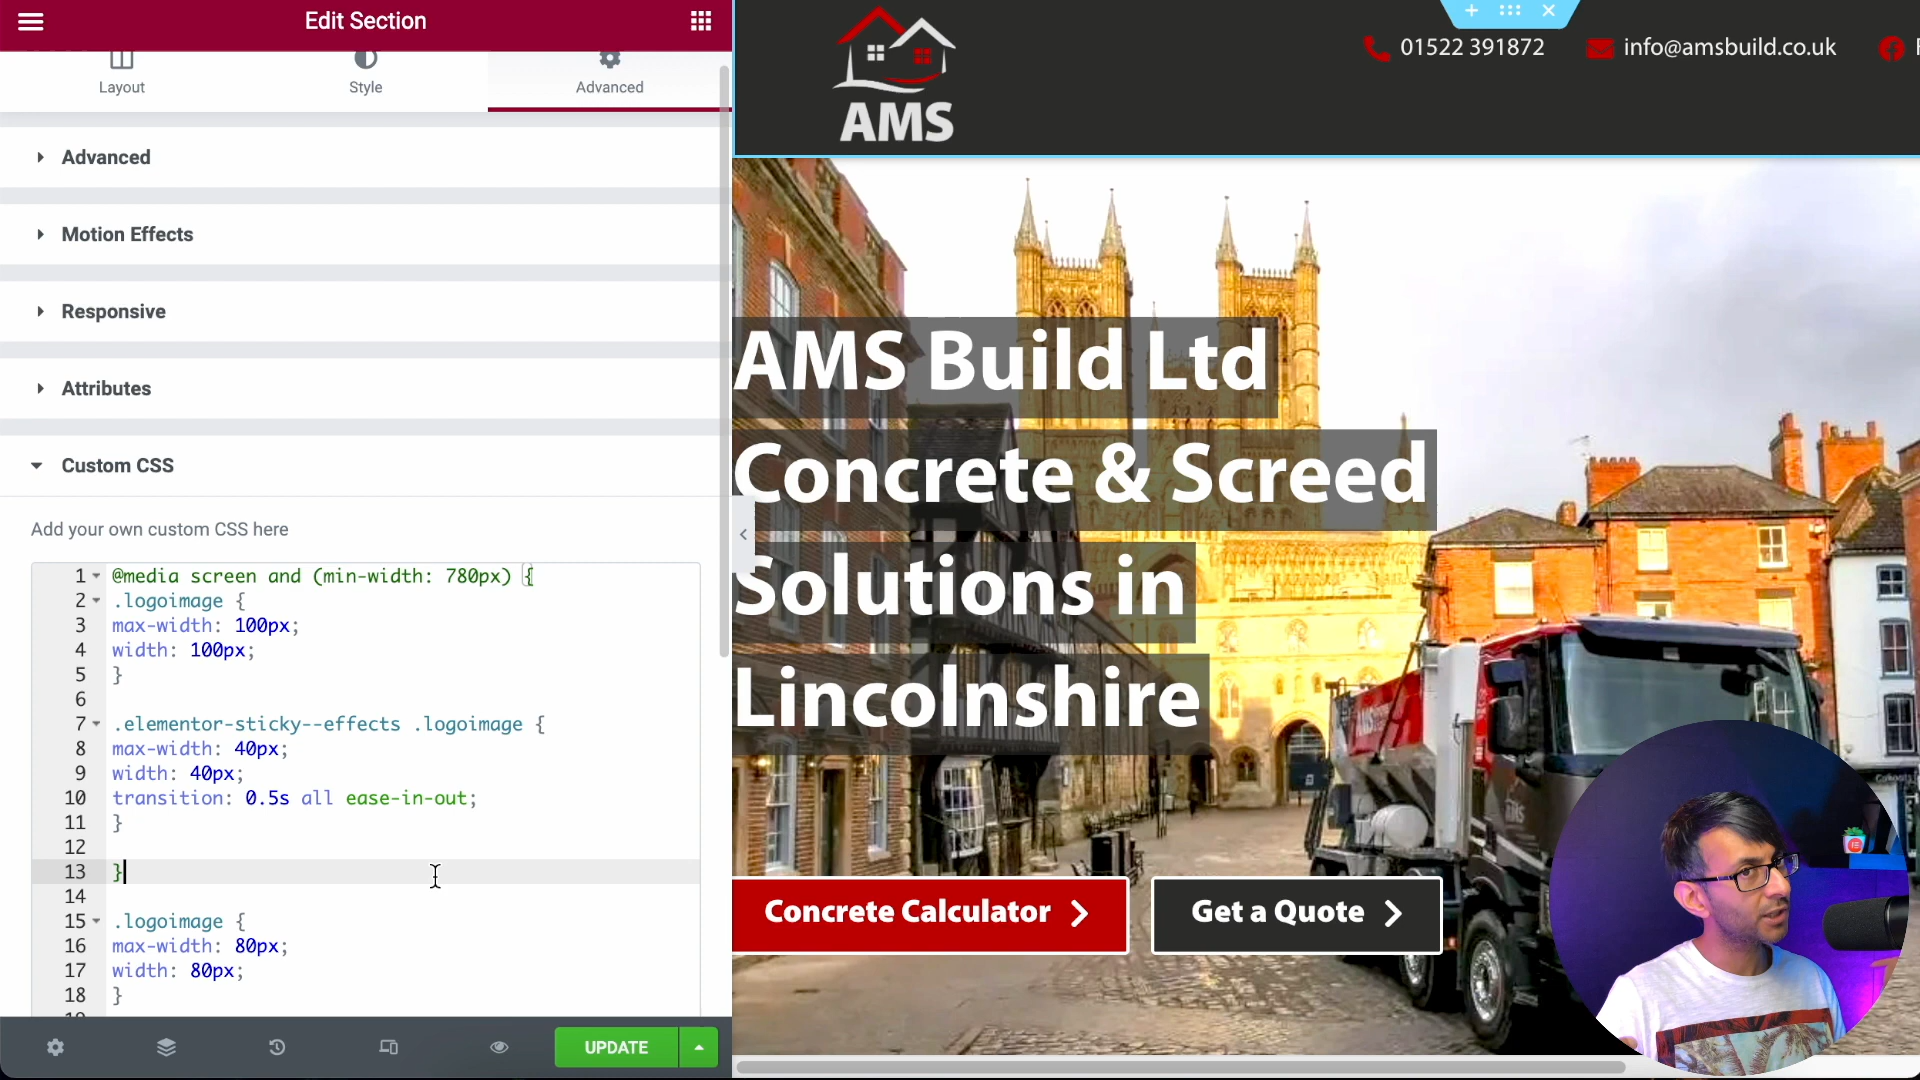 Edit Section
Layout
Style
Advanced
Advanced
Motion Effects
Responsive
Attributes
Custom CSS
Add your own custom CSS here
1 @media screen and (min-width: 780px) {
2 .logoimage {
3 max-width: 100px;
4 width: 100px;
5 }
6
7 .elementor-sticky--effects .logoimage {
8 max-width: 40px;
9 width: 40px;
10 transition: 0.5s all ease-in-out;
11 }
12
13 }
14
15 .logoimage {
16 max-width: 80px;
17 width: 80px;
18 }
UPDATE
AMS
01522 391872
info@amsbuild.co.uk
AMS Build Ltd
Concrete & Screed
Solutions in
Lincolnshire
Concrete Calculator
Get a Quote